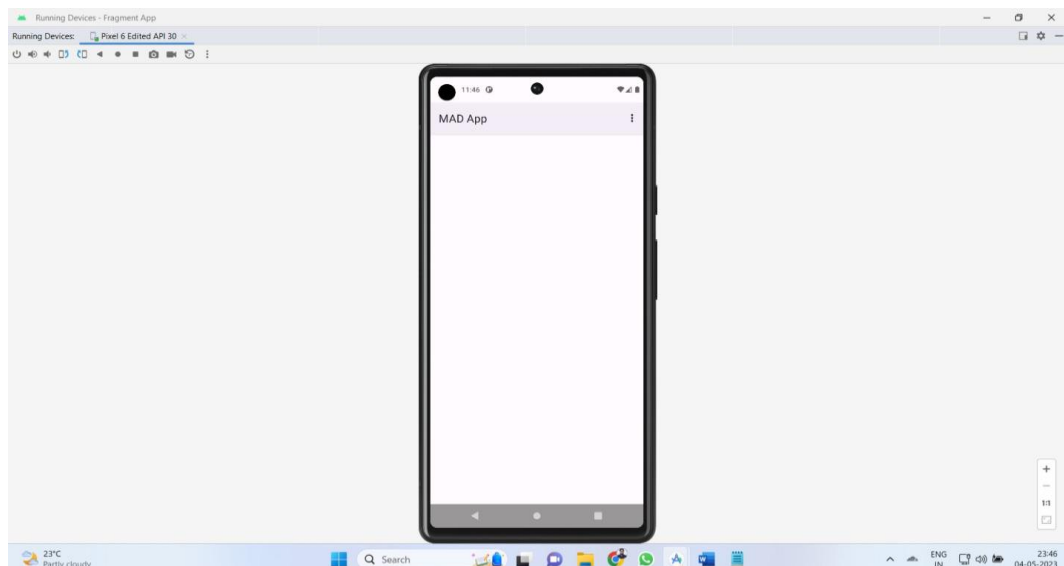 Running Devices - Fragment App
Running Devices: Pixel 6 Edited API 30
11:46
MAD App
1:1
23°C
Partly cloudy
Search
ENG
IN
23:46
04-05-2023